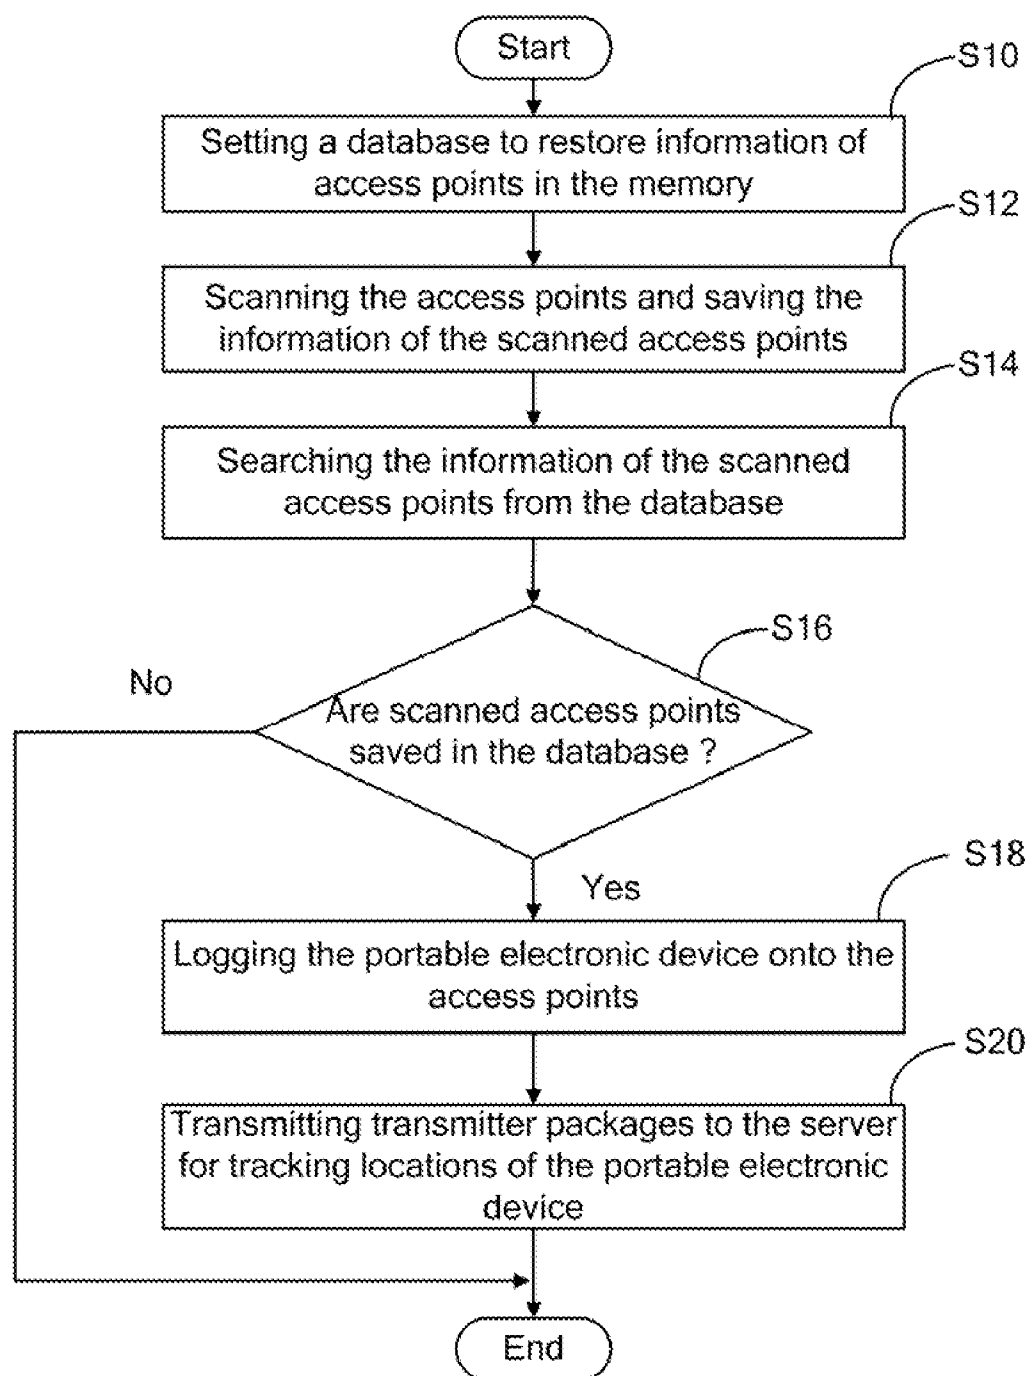 Start
S10
Setting a database to restore information of
access points in the memory
S12
Scanning the access points and saving the
information of the scanned access points
S14
Searching the information of the scanned
access points from the database
S16
No
Are scanned access points
saved in the database ?
S18
Yes
Logging the portable electronic device onto the
access points
S20
Transmitting transmitter packages to the server
for tracking locations of the portable electronic
device
End